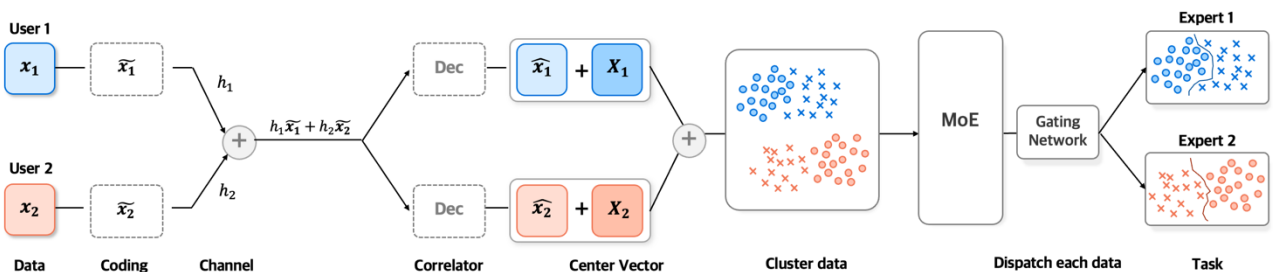 User 1
x₁
x̃₁
h₁
User 2
x₂
x̃₂
h₂
+
h₁x̃₁ + h₂x̃₂
Dec
x̂₁ + X₁
Dec
x̂₂ + X₂
+
MoE
Gating
Network
Expert 1
Expert 2
Data
Coding
Channel
Correlator
Center Vector
Cluster data
Dispatch each data
Task